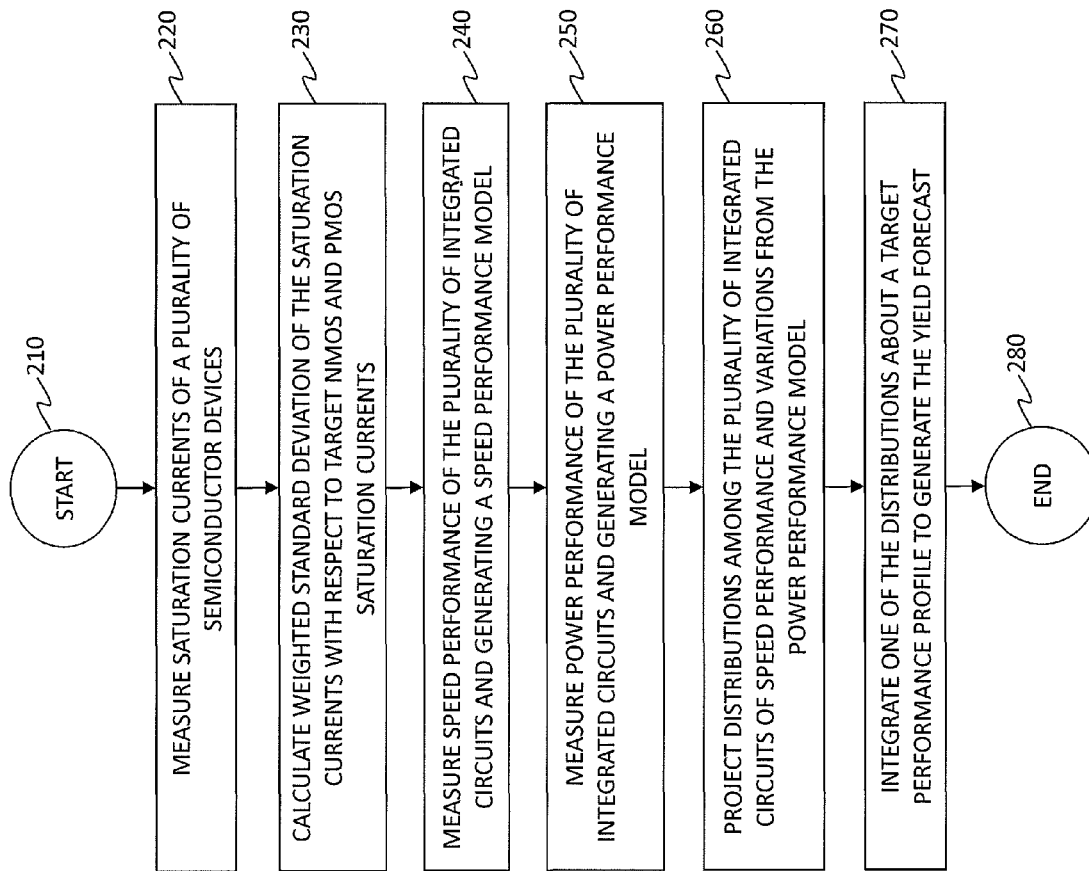 START
210
MEASURE SATURATION CURRENTS OF A PLURALITY OF
SEMICONDUCTOR DEVICES
220
CALCULATE WEIGHTED STANDARD DEVIATION OF THE SATURATION
CURRENTS WITH RESPECT TO TARGET NMOS AND PMOS
SATURATION CURRENTS
230
MEASURE SPEED PERFORMANCE OF THE PLURALITY OF INTEGRATED
CIRCUITS AND GENERATING A SPEED PERFORMANCE MODEL
240
MEASURE POWER PERFORMANCE OF THE PLURALITY OF
INTEGRATED CIRCUITS AND GENERATING A POWER PERFORMANCE
MODEL
250
PROJECT DISTRIBUTIONS AMONG THE PLURALITY OF INTEGRATED
CIRCUITS OF SPEED PERFORMANCE AND VARIATIONS FROM THE
POWER PERFORMANCE MODEL
260
INTEGRATE ONE OF THE DISTRIBUTIONS ABOUT A TARGET
PERFORMANCE PROFILE TO GENERATE THE YIELD FORECAST
270
END
280